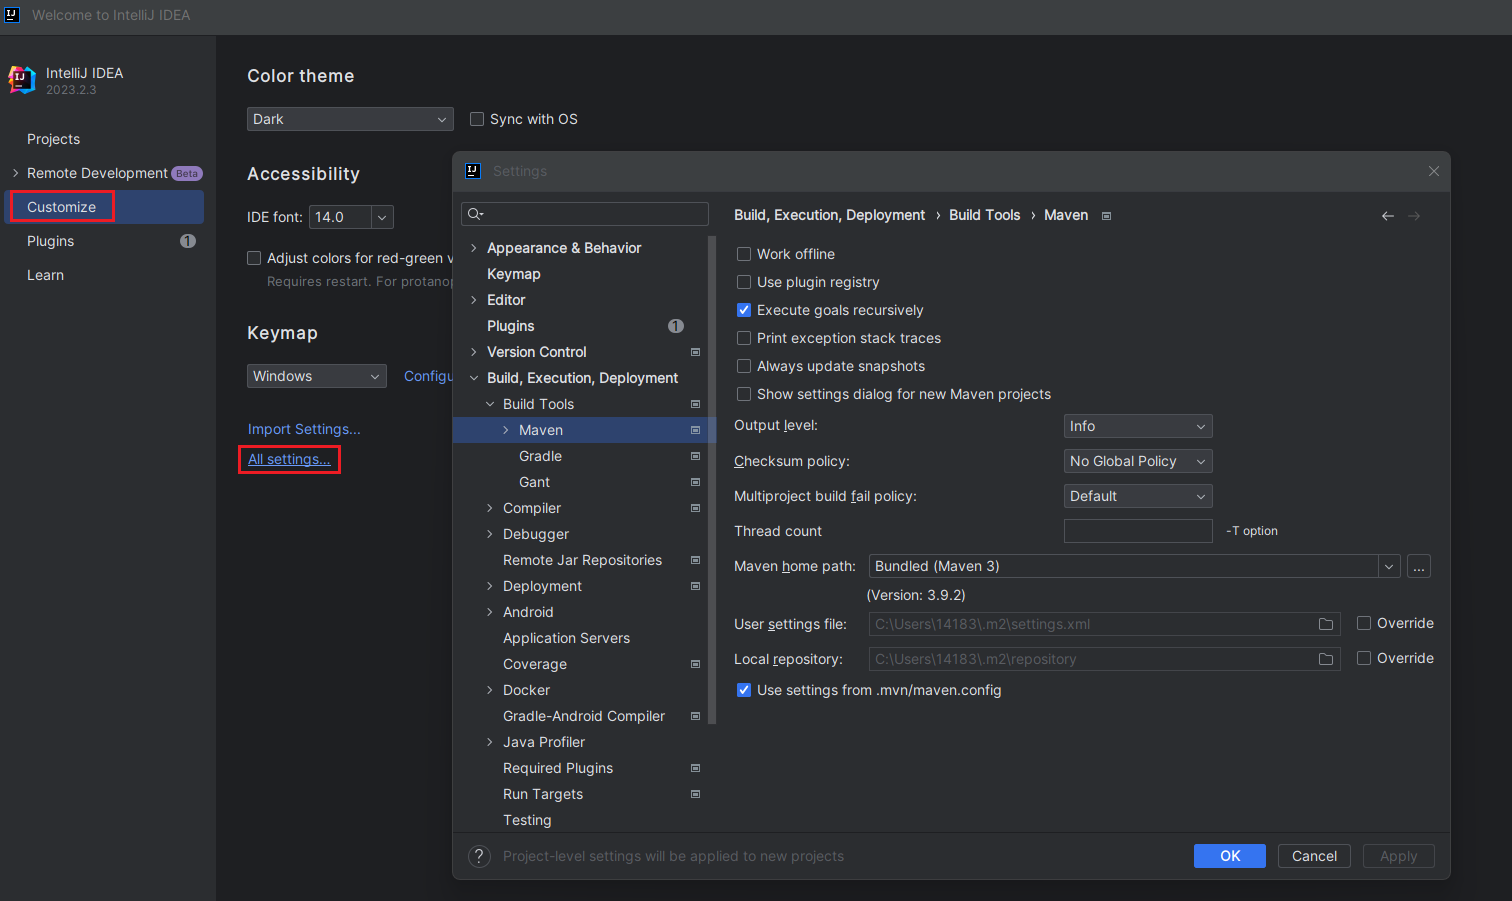 Welcome to IntelliJ IDEA
IntelliJ IDEA
2023.2.3
Projects
Remote Development Beta
Customize
Plugins 1
Learn
Color theme
Dark
Sync with OS
Accessibility
IDE font: 14.0
Adjust colors for red-green v
Requires restart. For protanop
Keymap
Windows
Configu
Import Settings...
All settings...
Settings
Appearance & Behavior
Keymap
Editor
Plugins 1
Version Control
Build, Execution, Deployment
Build Tools
Maven
Gradle
Gant
Compiler
Debugger
Remote Jar Repositories
Deployment
Android
Application Servers
Coverage
Docker
Gradle-Android Compiler
Java Profiler
Required Plugins
Run Targets
Testing
Build, Execution, Deployment › Build Tools › Maven
Work offline
Use plugin registry
Execute goals recursively
Print exception stack traces
Always update snapshots
Show settings dialog for new Maven projects
Output level: Info
Checksum policy: No Global Policy
Multiproject build fail policy: Default
Thread count -T option
Maven home path: Bundled (Maven 3) ...
(Version: 3.9.2)
User settings file: C:\Users\14183\.m2\settings.xml Override
Local repository: C:\Users\14183\.m2\repository Override
Use settings from .mvn/maven.config
? Project-level settings will be applied to new projects
OK Cancel Apply